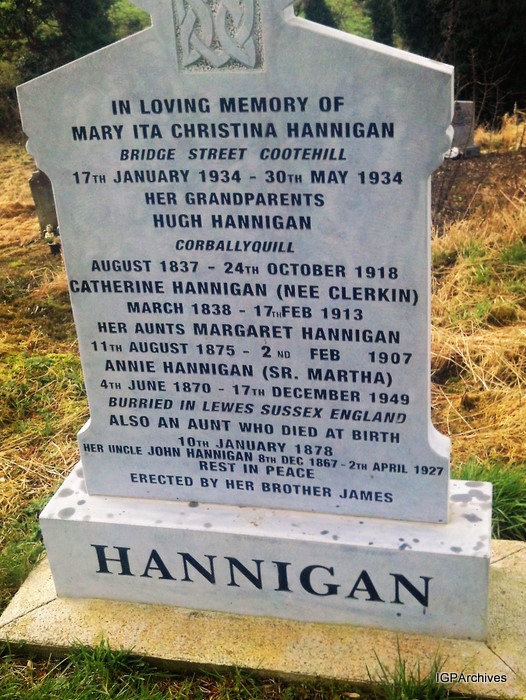 IN LOVING MEMORY OF
MARY ITA CHRISTINA HANNIGAN
BRIDGE STREET COOTEHILL
17TH JANUARY 1934 - 30TH MAY 1934
HER GRANDPARENTS
HUGH HANNIGAN
CORBALLYQUILL
AUGUST 1837 - 24TH OCTOBER 1918
CATHERINE HANNIGAN (NEE CLERKIN)
MARCH 1838 - 17TH FEB 1913
HER AUNTS MARGARET HANNIGAN
11TH AUGUST 1875 - 2ND FEB 1907
ANNIE HANNIGAN (SR. MARTHA)
4TH JUNE 1870 - 17TH DECEMBER 1949
BURRIED IN LEWES SUSSEX ENGLAND
ALSO AN AUNT WHO DIED AT BIRTH
10TH JANUARY 1878
HER UNCLE JOHN HANNIGAN 8TH DEC 1867 - 2TH APRIL 1927
REST IN PEACE
ERECTED BY HER BROTHER JAMES
HANNIGAN
IGPArchives